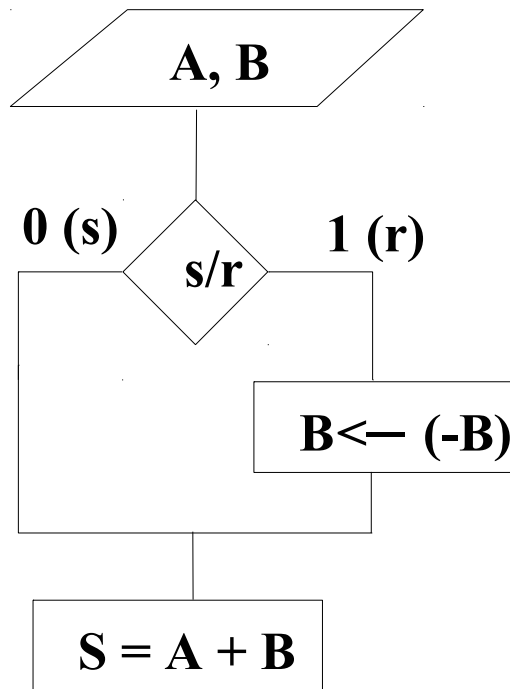 A, B
0 (s)
1 (r)
s/r
B<— (-B)
S = A + B